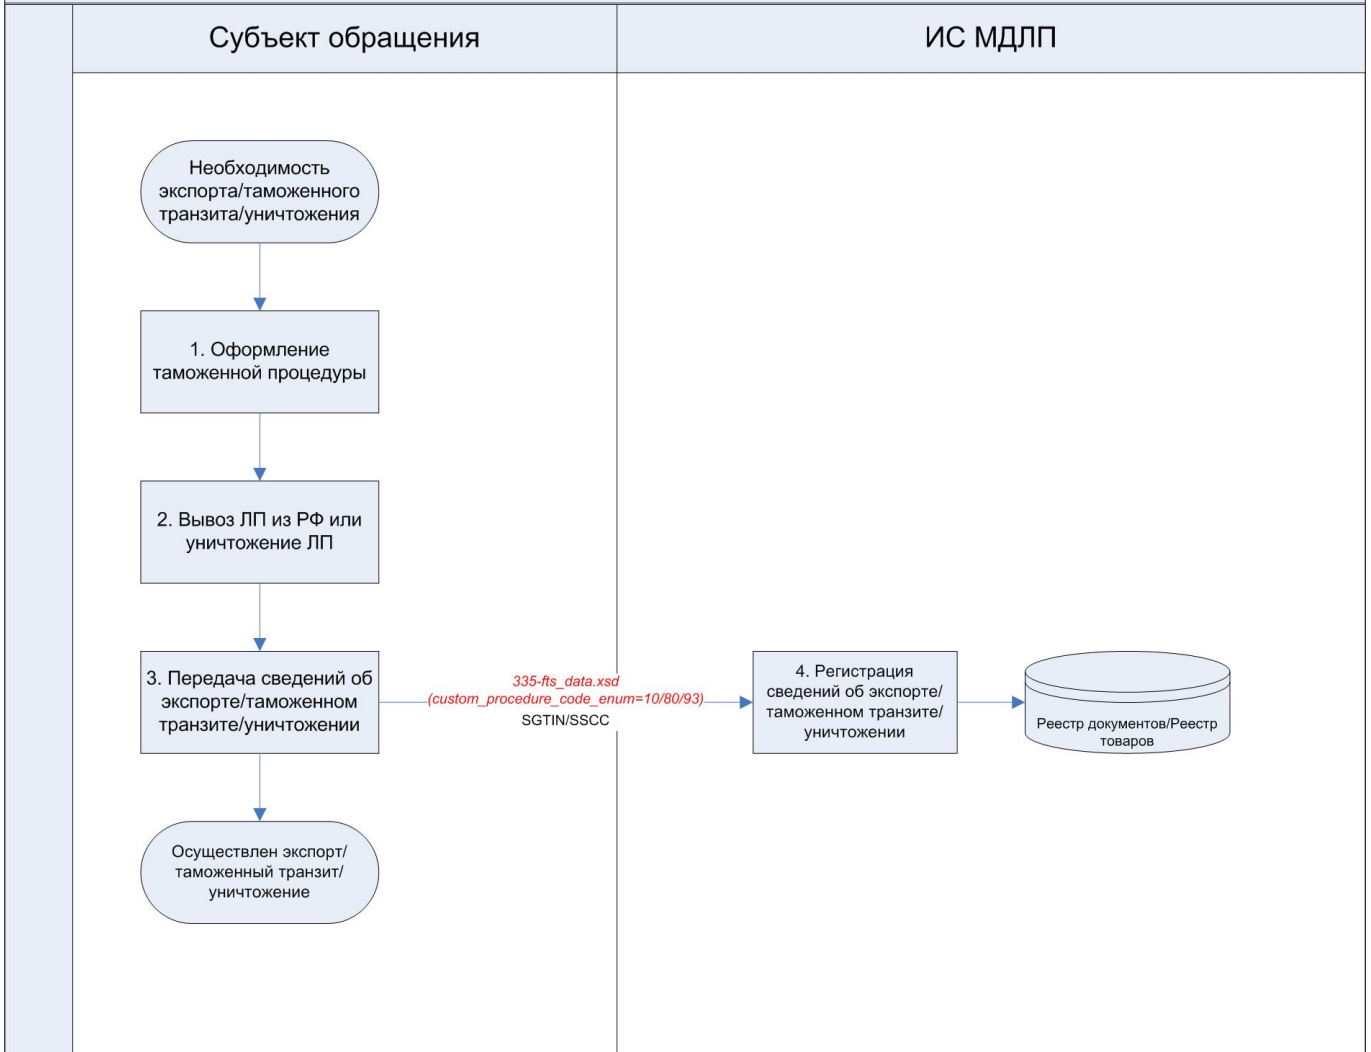 Субъект обращения
ИС МДЛП
Необходимость
экспорта/таможенного
транзита/уничтожения
1. Оформление
таможенной процедуры
2. Вывоз ЛП из РФ или
уничтожение ЛП
3. Передача сведений об
экспорте/таможенном
транзите/уничтожении
335-fts_data.xsd
(custom_procedure_code_enum=10/80/93)
SGTIN/SSCC
4. Регистрация
сведений об экспорте/
таможенном транзите/
уничтожении
Реестр документов/Реестр
товаров
Осуществлен экспорт/
таможенный транзит/
уничтожение